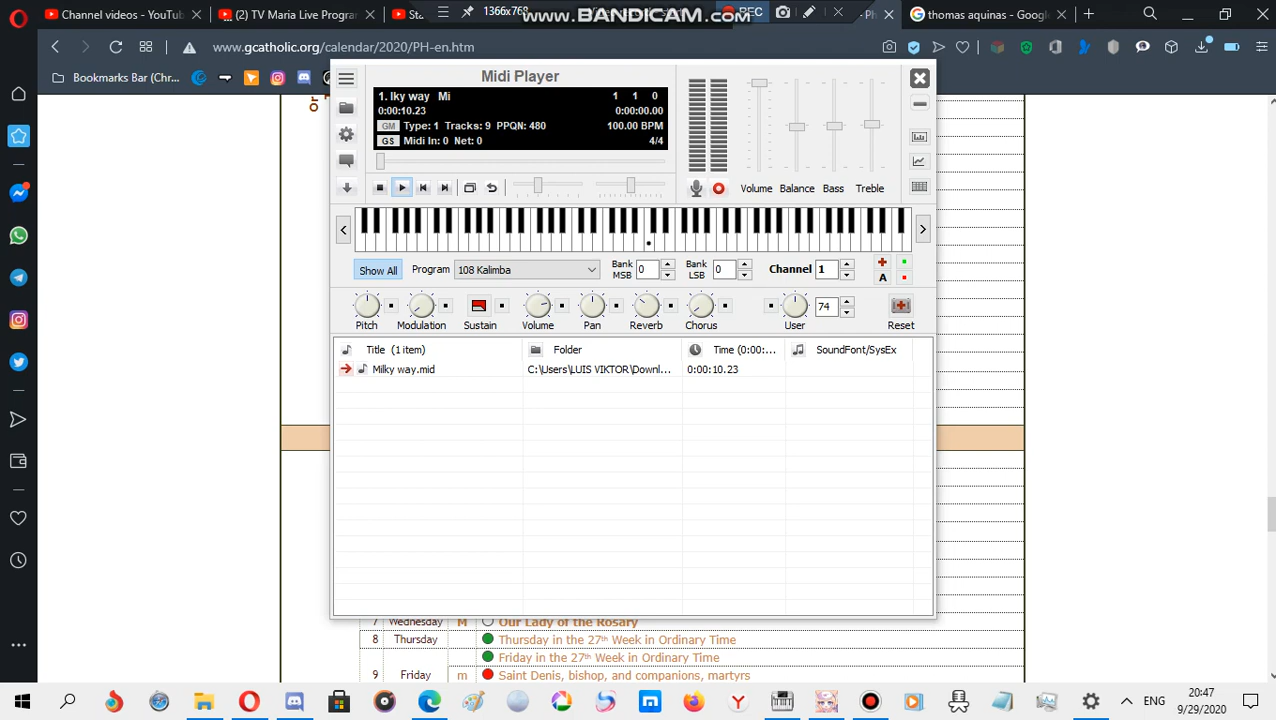 Channel videos - YouTu
(2) TV Maria Live Progra
Sta
1366x768
www.BANDICAM.com
REC
- Ph
thomas aquinas - Google
www.gcatholic.org/calendar/2020/PH-en.htm
Bookmarks Bar (Chr...
Or
Midi Player
1. lky way Mi
1 1 0
0:00:10.23
0:00:00.00
GM Type: 1 Tracks: 9 PPQN: 480
100.00 BPM
GS Midi In: 0 Net: 0
4/4
Volume Balance Bass Treble
Show All
Program
108 Kalimba
Bank MSB
0
Bank LSB
0
Channel
1
A
74
Pitch Modulation Sustain Volume Pan Reverb Chorus User Reset
Title (1 item)
Folder
Time (0:00:...
SoundFont/SysEx
Milky way.mid
C:\Users\LUIS VIKTOR\Downl...
0:00:10.23
7 Wednesday M Our Lady of the Rosary
8 Thursday Thursday in the 27th Week in Ordinary Time
Friday in the 27th Week in Ordinary Time
9 Friday m Saint Denis, bishop, and companions, martyrs
ENG
20:47
9/29/2020